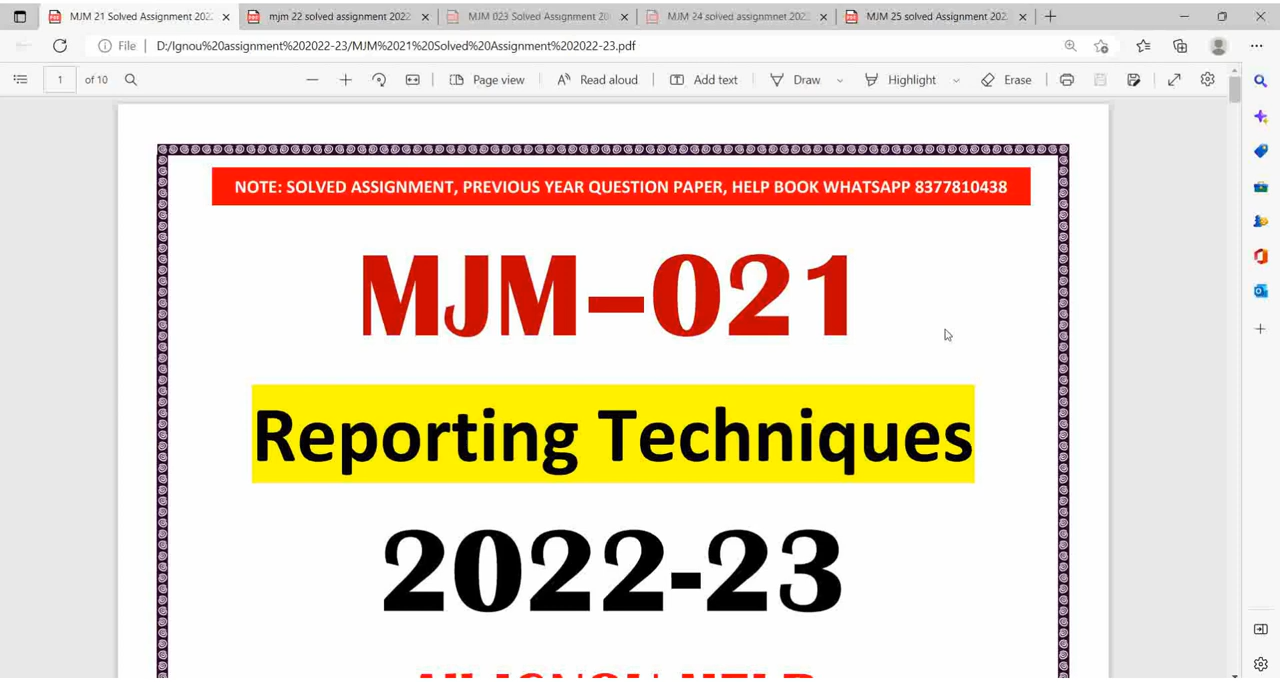 MJM 21 Solved Assignment 202
mjm 22 solved assignment 2022
MJM 023 Solved Assignment 20
MJM 24 solved assignmnet 202
MJM 25 solved Assignment 202
File
D:/Ignou%20assignment%202022-23/MJM%2021%20Solved%20Assignment%202022-23.pdf
1 of 10
Page view
Read aloud
Add text
Draw
Highlight
Erase
NOTE: SOLVED ASSIGNMENT, PREVIOUS YEAR QUESTION PAPER, HELP BOOK WHATSAPP 8377810438
MJM–021
Reporting Techniques
2022-23